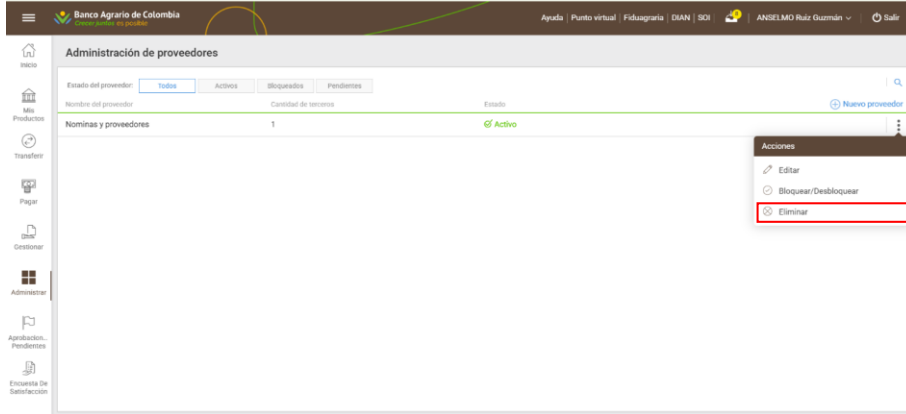 Banco Agrario de Colombia
Crecer juntos es posible
Ayuda | Punto virtual | Fiduagraria | DIAN | SOI | ANSELMO Ruiz Guzmán Salir
Inicio
Mis
Productos
Transferir
Pagar
Gestionar
Administrar
Aprobacion...
Pendientes
Encuesta De
Satisfacción
Administración de proveedores
Estado del proveedor: Todos Activos Bloqueados Pendientes
Nombre del proveedor Cantidad de terceros Estado Nuevo proveedor
Nominas y proveedores 1 Activo
Acciones
Editar
Bloquear/Desbloquear
Eliminar